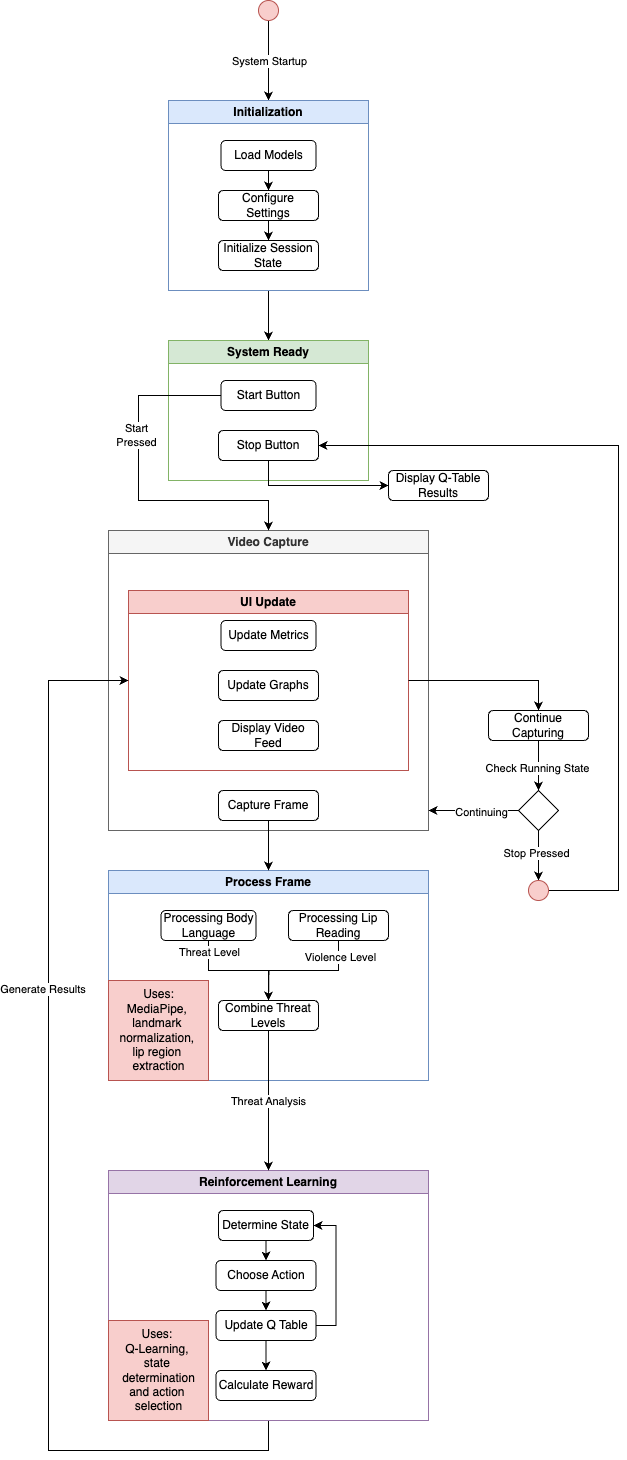 System Startup
Initialization
Load Models
Configure
Settings
Initialize Session
State
System Ready
Start Button
Start
Pressed
Stop Button
Display Q-Table
Results
Video Capture
UI Update
Update Metrics
Update Graphs
Display Video
Feed
Continue
Capturing
Check Running State
Capture Frame
Continuing
Stop Pressed
Process Frame
Processing Body
Language
Processing Lip
Reading
Threat Level
Violence Level
Generate Results
Uses:
MediaPipe,
landmark
normalization,
lip region
extraction
Combine Threat
Levels
Threat Analysis
Reinforcement Learning
Determine State
Choose Action
Update Q Table
Uses:
Q-Learning,
state
determination
and action
selection
Calculate Reward